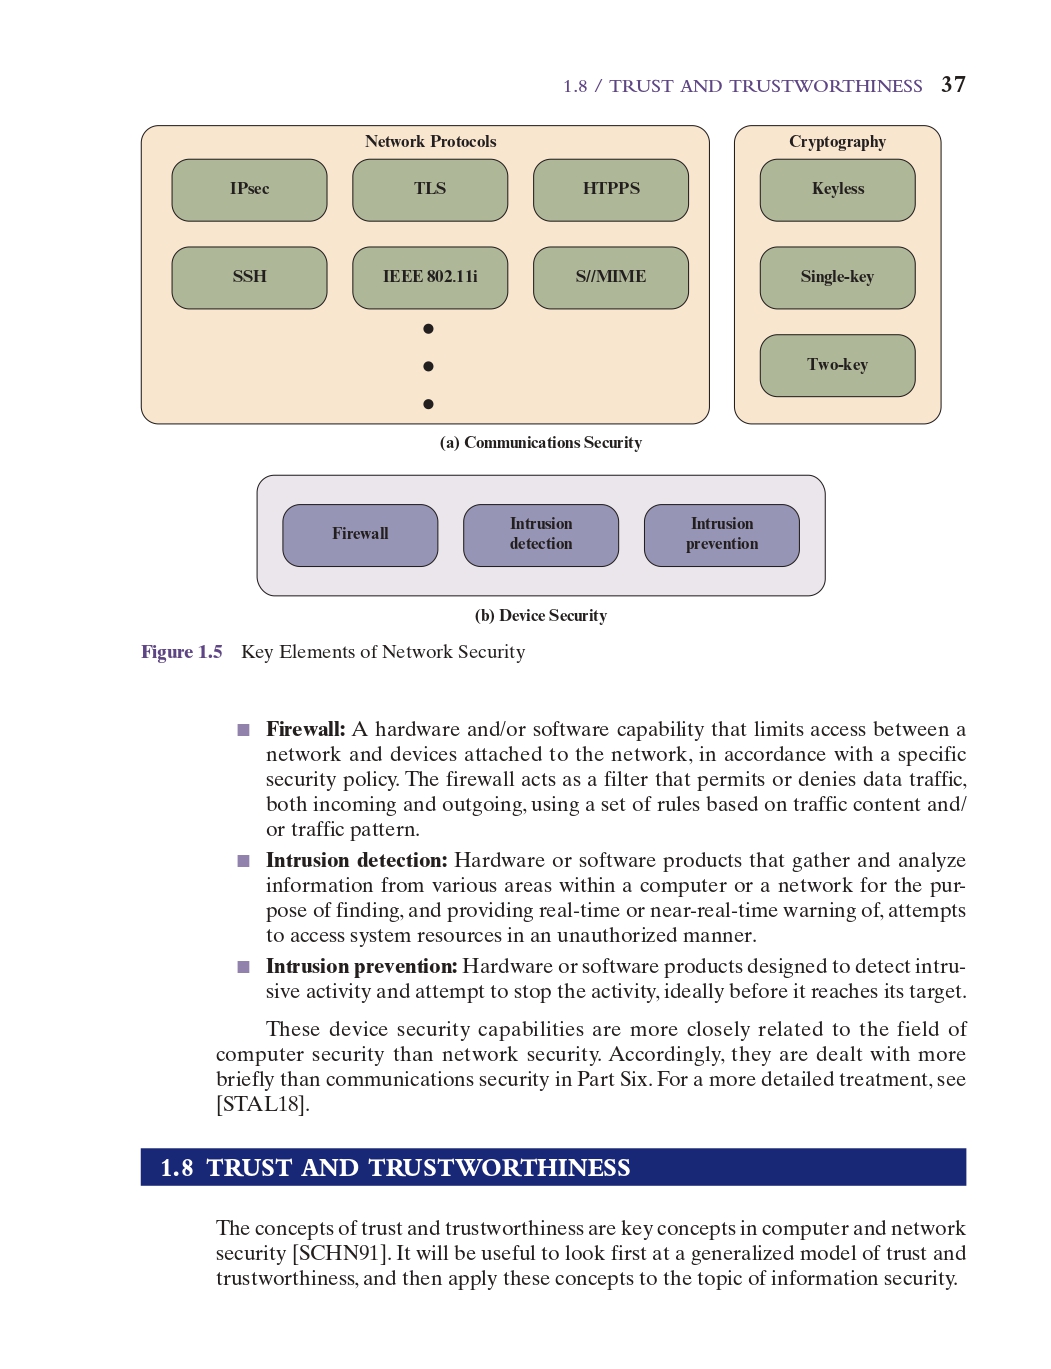 1.8 / TRUST AND TRUSTWORTHINESS 37
Network Protocols
Cryptography
IPsec
TLS
HTPPS
Keyless
SSH
IEEE 802.11i
S//MIME
Single-key
Two-key
(a) Communications Security
Firewall
Intrusion
detection
Intrusion
prevention
(b) Device Security
Figure 1.5 Key Elements of Network Security
■ Firewall: A hardware and/or software capability that limits access between a
network and devices attached to the network, in accordance with a specific
security policy. The firewall acts as a filter that permits or denies data traffic,
both incoming and outgoing, using a set of rules based on traffic content and/
or traffic pattern.
■ Intrusion detection: Hardware or software products that gather and analyze
information from various areas within a computer or a network for the pur-
pose of finding, and providing real-time or near-real-time warning of, attempts
to access system resources in an unauthorized manner.
■ Intrusion prevention: Hardware or software products designed to detect intru-
sive activity and attempt to stop the activity, ideally before it reaches its target.
These device security capabilities are more closely related to the field of
computer security than network security. Accordingly, they are dealt with more
briefly than communications security in Part Six. For a more detailed treatment, see
[STAL18].
1.8 TRUST AND TRUSTWORTHINESS
The concepts of trust and trustworthiness are key concepts in computer and network
security [SCHN91]. It will be useful to look first at a generalized model of trust and
trustworthiness, and then apply these concepts to the topic of information security.